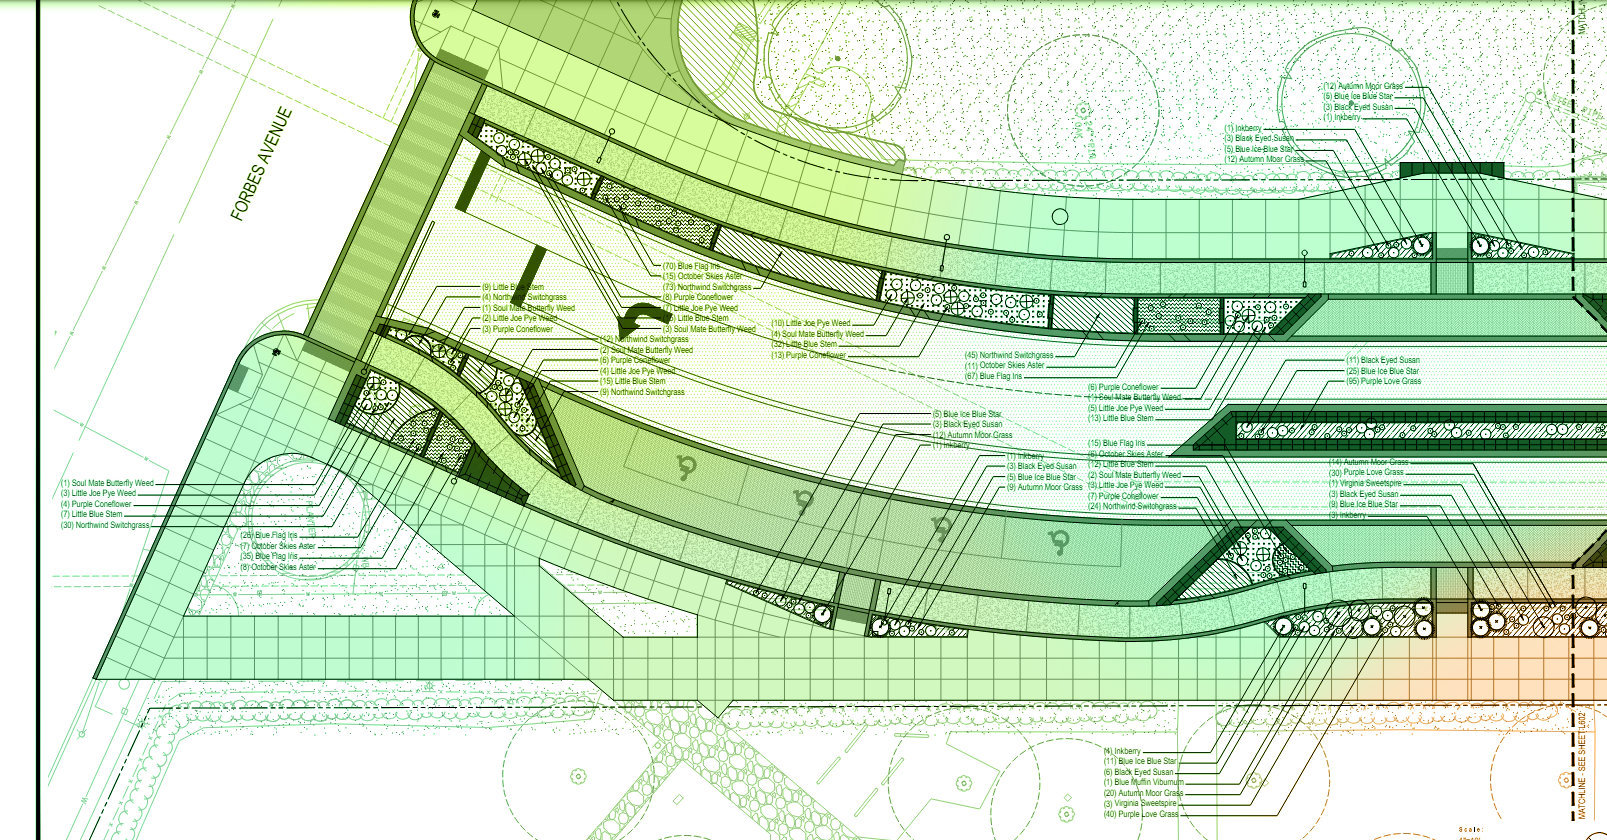 FORBES AVENUE
(12) Autumn Moor Grass
(5) Blue Ice Blue Star
(3) Black Eyed Susan
(1) Inkberry
(1) Inkberry
(3) Black Eyed Susan
(5) Blue Ice Blue Star
(12) Autumn Moor Grass
(70) Blue Flag Iris
(15) October Skies Aster
(73) Northwind Switchgrass
(8) Purple Coneflower
Little Joe Pye Weed
Little Blue Stem
(3) Soul Mate Butterfly Weed
(9) Little Blue Stem
(4) Northwind Switchgrass
(1) Soul Mate Butterfly Weed
(2) Little Joe Pye Weed
(3) Purple Coneflower
(12) Northwind Switchgrass
(2) Soul Mate Butterfly Weed
(6) Purple Coneflower
(4) Little Joe Pye Weed
(15) Little Blue Stem
(9) Northwind Switchgrass
(10) Little Joe Pye Weed
(4) Soul Mate Butterfly Weed
(32) Little Blue Stem
(13) Purple Coneflower
(45) Northwind Switchgrass
(11) October Skies Aster
(67) Blue Flag Iris
(6) Purple Coneflower
(1) Soul Mate Butterfly Weed
(5) Little Joe Pye Weed
(13) Little Blue Stem
(11) Black Eyed Susan
(25) Blue Ice Blue Star
(95) Purple Love Grass
(5) Blue Ice Blue Star
(3) Black Eyed Susan
(12) Autumn Moor Grass
(1) Inkberry
(1) Inkberry
(3) Black Eyed Susan
(5) Blue Ice Blue Star
(9) Autumn Moor Grass
(15) Blue Flag Iris
(6) October Skies Aster
(12) Little Blue Stem
(2) Soul Mate Butterfly Weed
(3) Little Joe Pye Weed
(7) Purple Coneflower
(24) Northwind Switchgrass
(14) Autumn Moor Grass
(30) Purple Love Grass
(1) Virginia Sweetspire
(3) Black Eyed Susan
(9) Blue Ice Blue Star
(3) Inkberry
(1) Soul Mate Butterfly Weed
(3) Little Joe Pye Weed
(4) Purple Coneflower
(7) Little Blue Stem
(30) Northwind Switchgrass
(26) Blue Flag Iris
(7) October Skies Aster
(35) Blue Flag Iris
(8) October Skies Aster
(4) Inkberry
(11) Blue Ice Blue Star
(6) Black Eyed Susan
(1) Blue Muffin Viburnum
(20) Autumn Moor Grass
(3) Virginia Sweetspire
(40) Purple Love Grass
MATCHLINE - SEE SHEET L602
Scale: